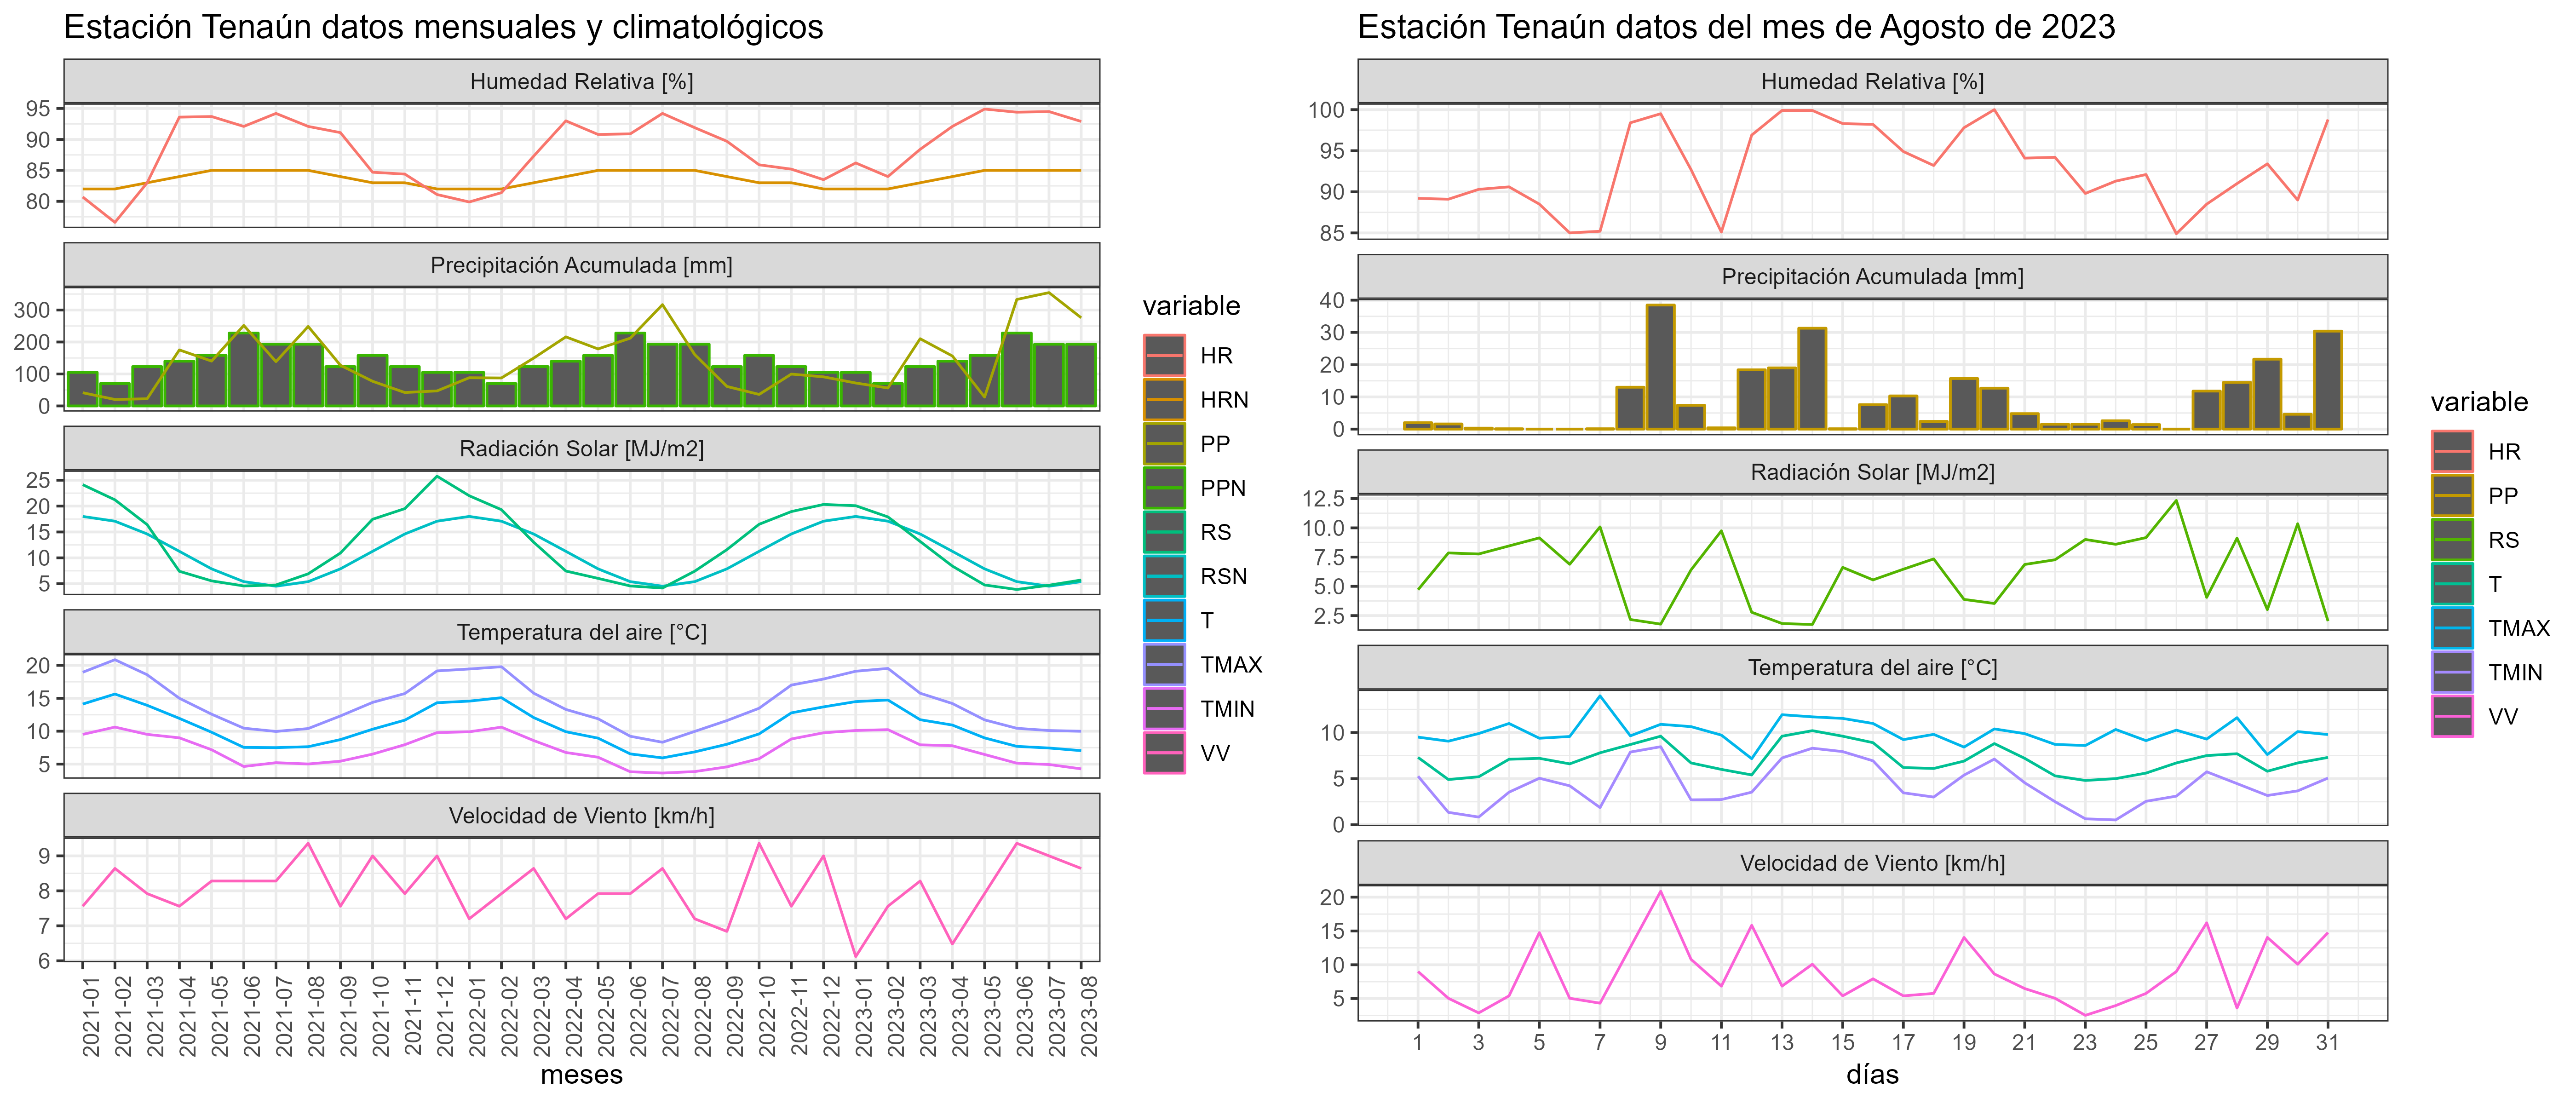 Estación Tenaún datos mensuales y climatológicos
Humedad Relativa [%]
95
90
85
80
Precipitación Acumulada [mm]
300
200
100
0
Radiación Solar [MJ/m2]
25
20
15
10
5
Temperatura del aire [°C]
20
15
10
5
Velocidad de Viento [km/h]
9
8
7
6
2021-01
2021-02
2021-03
2021-04
2021-05
2021-06
2021-07
2021-08
2021-09
2021-10
2021-11
2021-12
2022-01
2022-02
2022-03
2022-04
2022-05
2022-06
2022-07
2022-08
2022-09
2022-10
2022-11
2022-12
2023-01
2023-02
2023-03
2023-04
2023-05
2023-06
2023-07
2023-08
meses
variable
HR
HRN
PP
PPN
RS
RSN
T
TMAX
TMIN
VV
Estación Tenaún datos del mes de Agosto de 2023
Humedad Relativa [%]
100
95
90
85
Precipitación Acumulada [mm]
40
30
20
10
0
Radiación Solar [MJ/m2]
12.5
10.0
7.5
5.0
2.5
Temperatura del aire [°C]
10
5
0
Velocidad de Viento [km/h]
20
15
10
5
1 3 5 7 9 11 13 15 17 19 21 23 25 27 29 31
días
variable
HR
PP
RS
T
TMAX
TMIN
VV